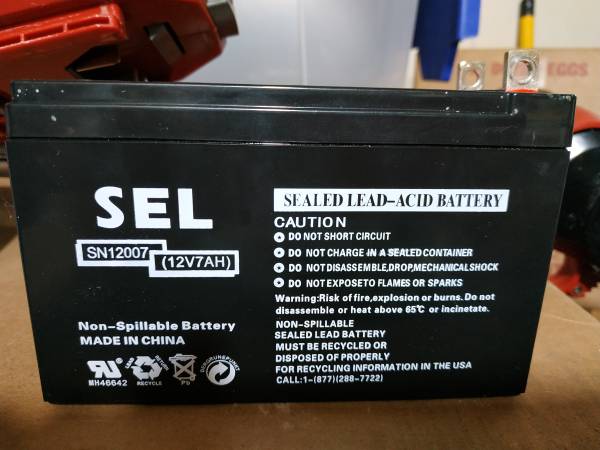 EGGS
SEL
SN12007
(12V7AH)
Non-Spillable Battery
MADE IN CHINA
MH46642
RECYCLE
Pb
SEALED LEAD-ACID BATTERY
CAUTION
DO NOT SHORT CIRCUIT
DO NOT CHARGE IN A SEALED CONTAINER
DO NOT DISASSEMBLE,DROP,MECHANICAL SHOCK
DO NOT EXPOSE TO FLAMES OR SPARKS
Warning:Risk of fire,explosion or burns.Do not
disassemble or heat above 65℃ or incinetate.
NON-SPILLABLE
SEALED LEAD BATTERY
MUST BE RECYCLED OR
DISPOSED OF PROPERLY
FOR RECYCLING INFORMATION IN THE USA
CALL:1-(877)(288-7722)